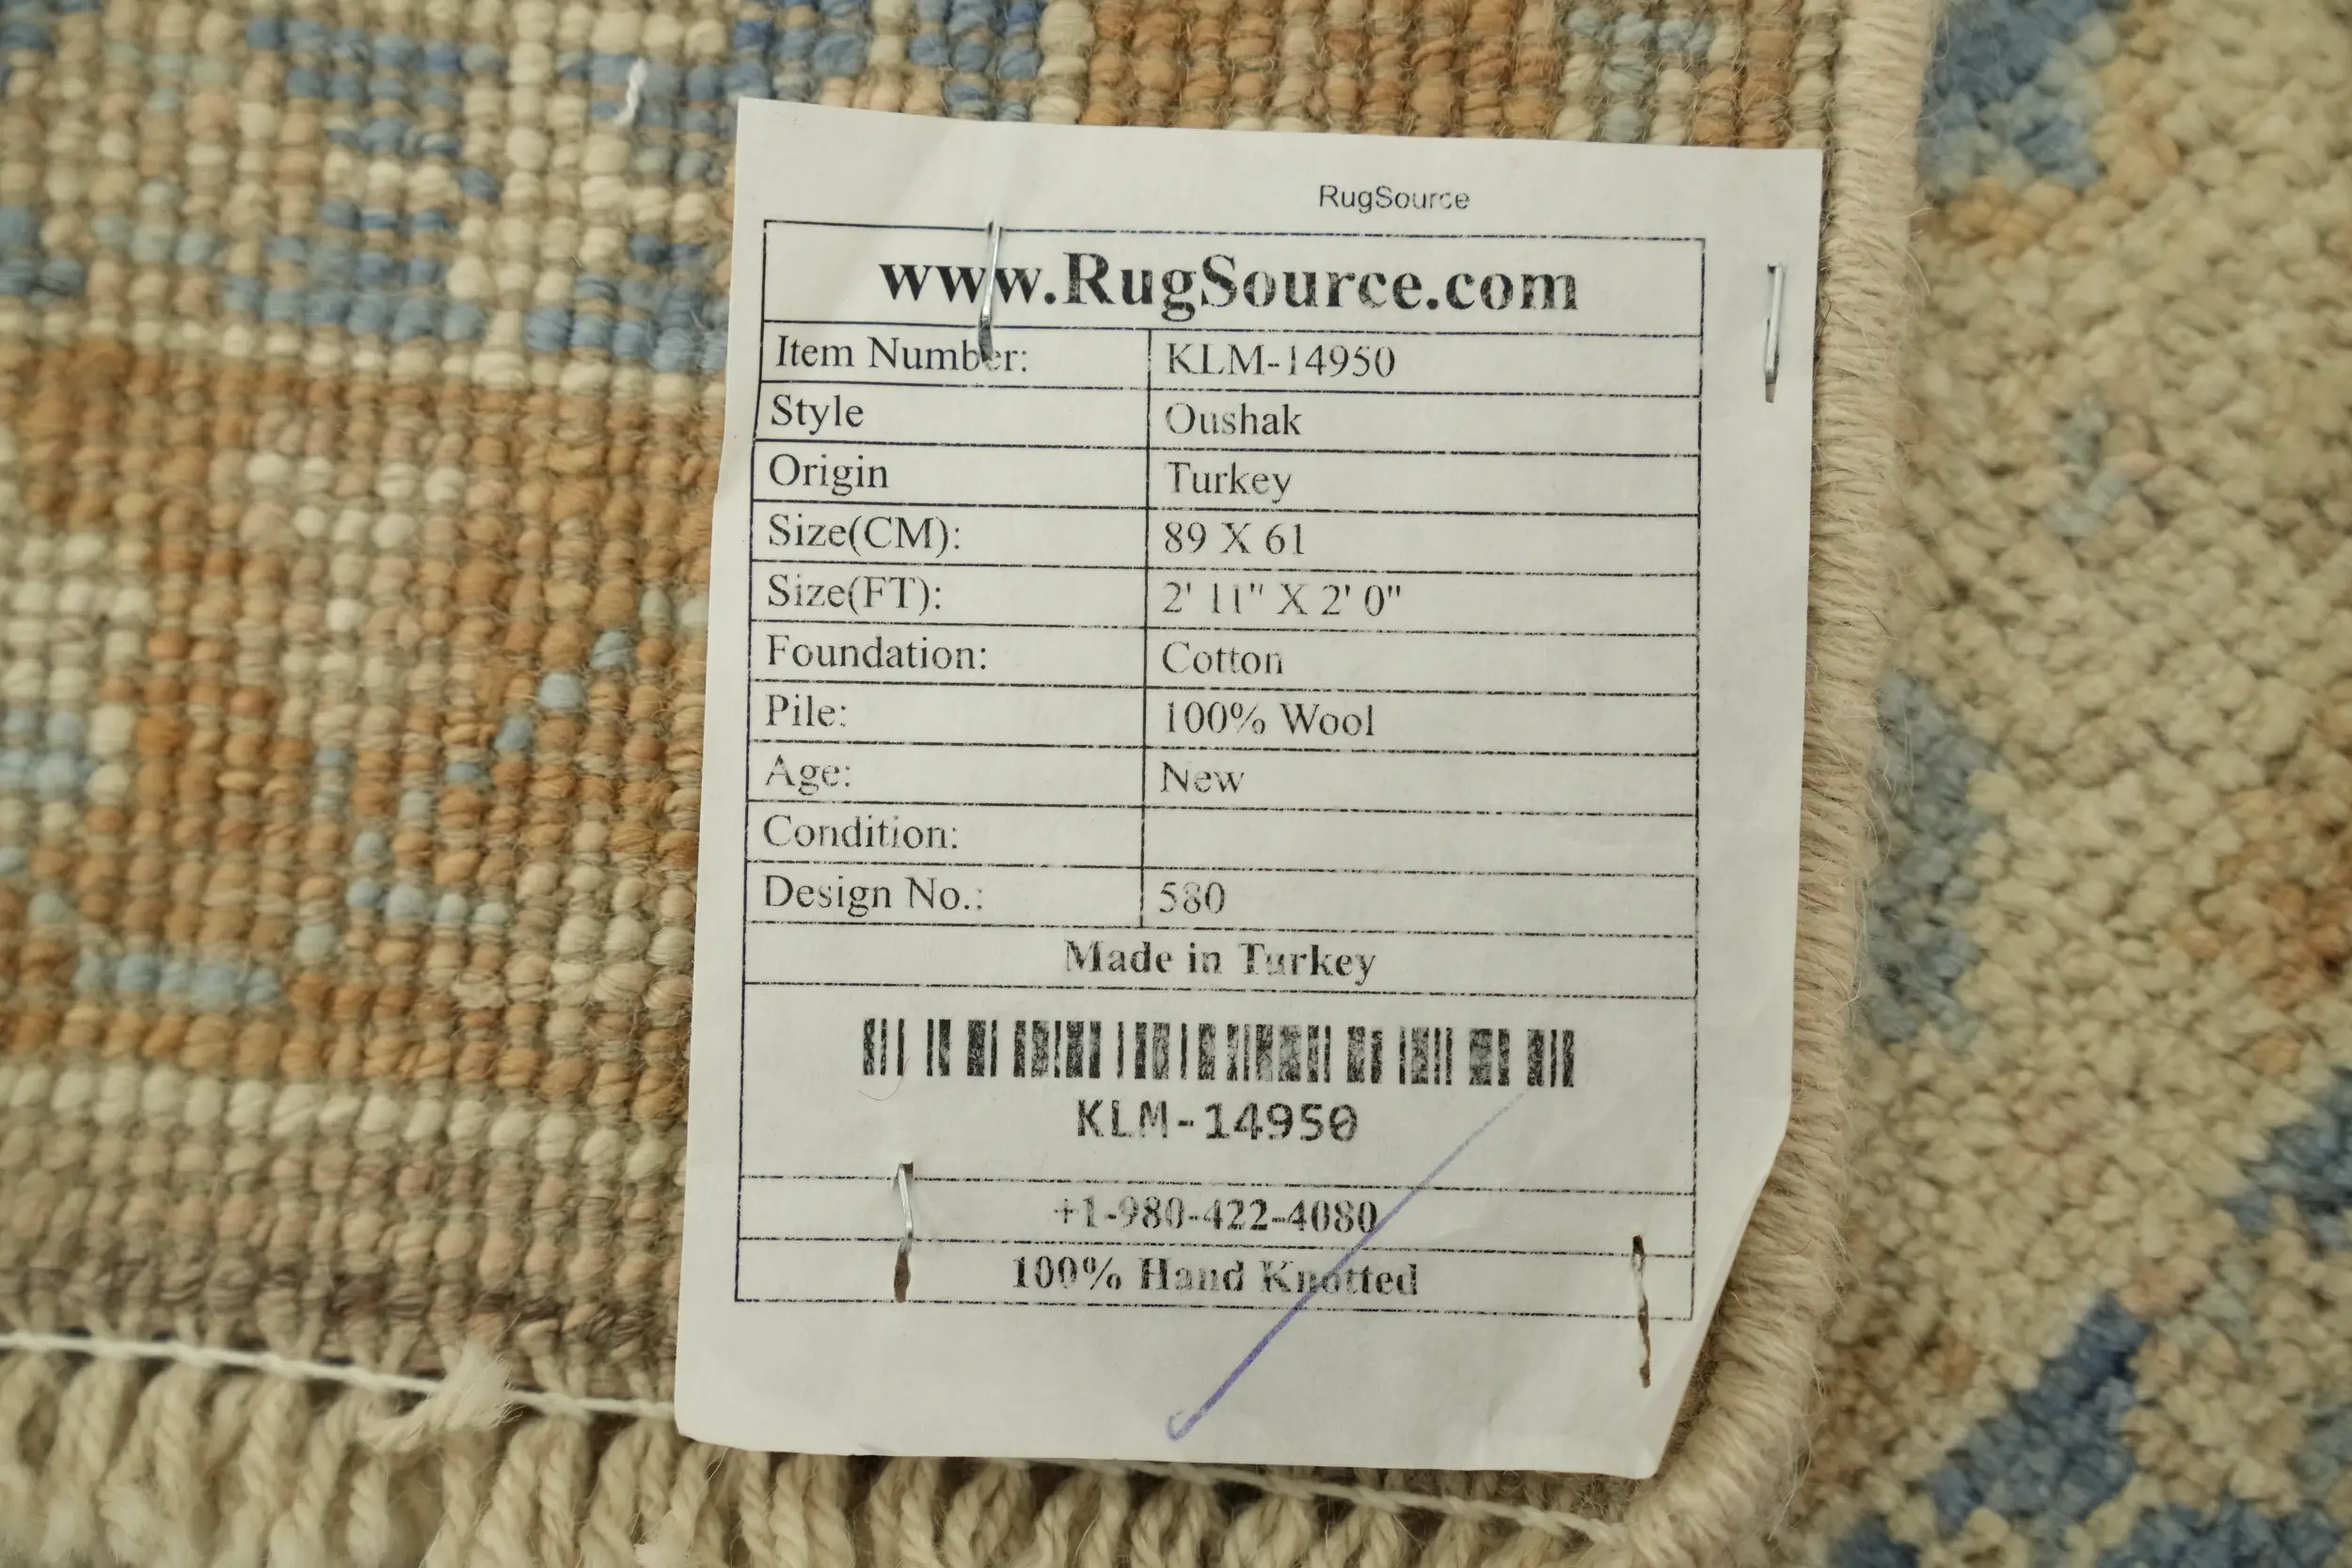 RugSource
www.RugSource.com
Item Number: KLM-14950
Style Oushak
Origin Turkey
Size(CM): 89 X 61
Size(FT): 2' 11" X 2' 0"
Foundation: Cotton
Pile: 100% Wool
Age: New
Condition:
Design No.: 580
Made in Turkey
KLM-14950
+1-980-422-4080
100% Hand Knotted